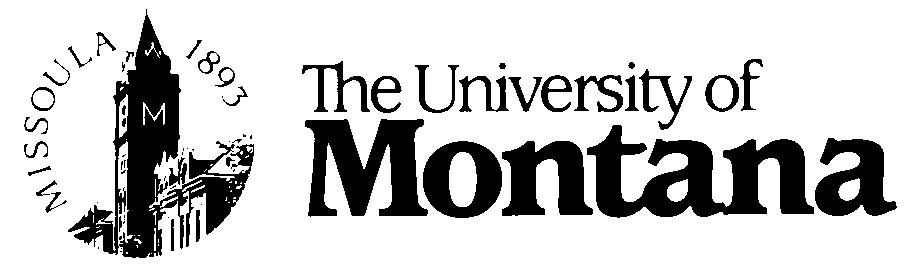 MISSOULA 1893
M
The University of
Montana